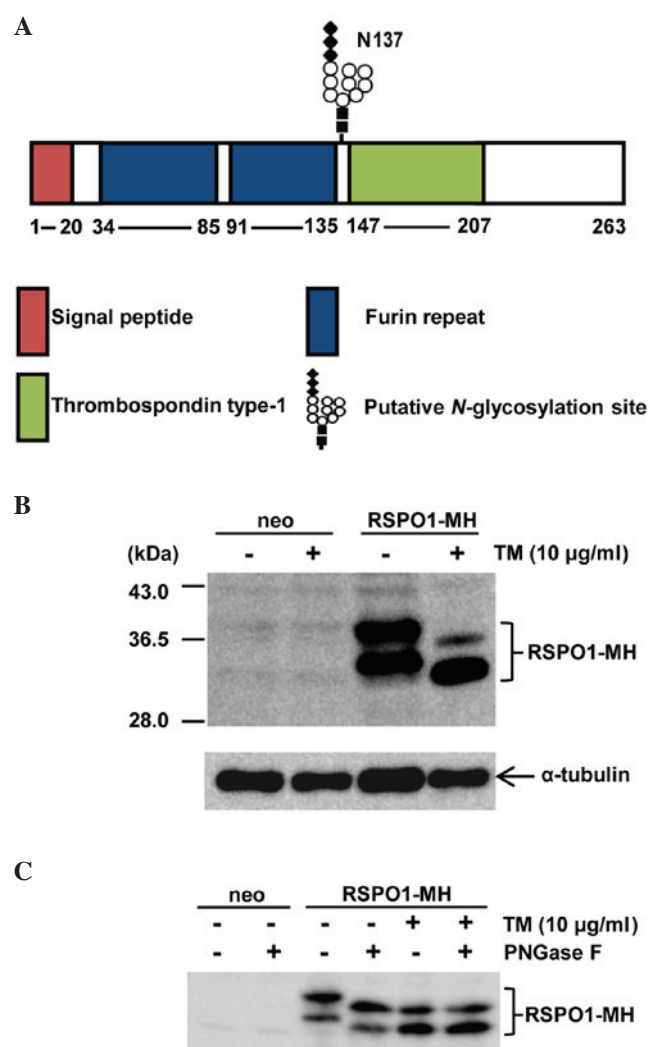 A
N137
1– 20 34 —— 85 91 —— 135 147 —— 207 263
Signal peptide
Furin repeat
Thrombospondin type-1
Putative N-glycosylation site
B
neo RSPO1-MH
(kDa) - + - + TM (10 µg/ml)
43.0
36.5
RSPO1-MH
28.0
α-tubulin
C
neo RSPO1-MH
- - - - + + TM (10 µg/ml)
- + - + - + PNGase F
RSPO1-MH